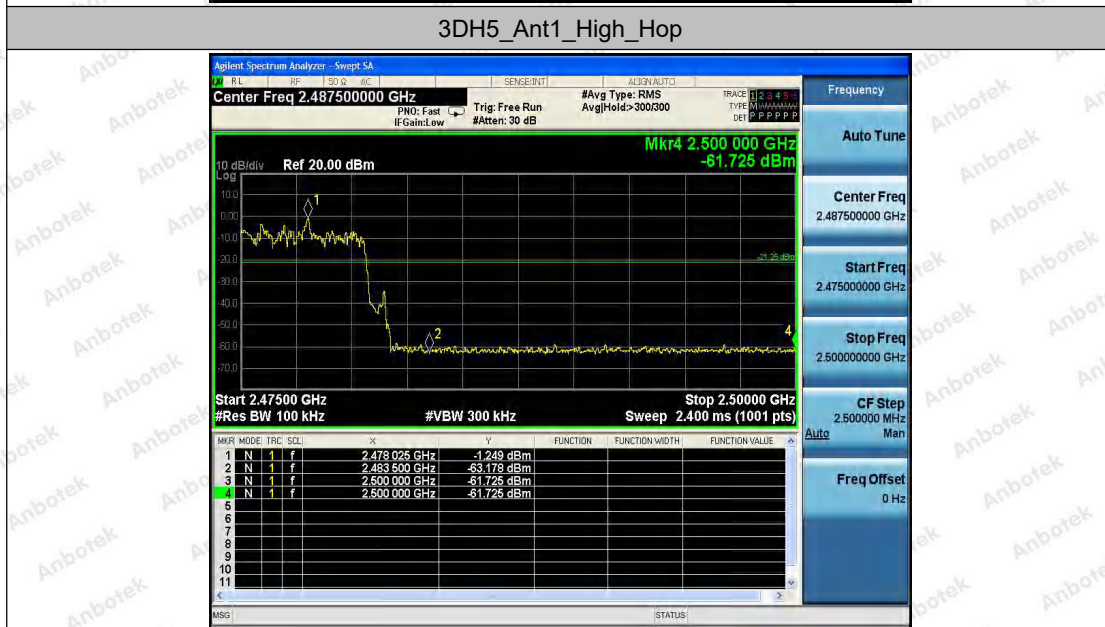 3DH5_Ant1_High_Hop
Agilent Spectrum Analyzer - Swept SA
RL RF 50 Ω AC SENSE:INT ALIGN AUTO
Center Freq 2.487500000 GHz
PNO: Fast
IFGain:Low
Trig: Free Run
#Atten: 30 dB
#Avg Type: RMS
Avg|Hold:>300/300
TRACE 1 2 3 4 5 6
TYPE M
DET P P P P P P
Mkr4 2.500 000 GHz
-61.725 dBm
10 dB/div Ref 20.00 dBm
Log
10.0
0.00
-10.0
-20.0
-30.0
-40.0
-50.0
-60.0
-70.0
1
2
4
-21.25 dBm
Start 2.47500 GHz Stop 2.50000 GHz
#Res BW 100 kHz #VBW 300 kHz Sweep 2.400 ms (1001 pts)
MKR MODE TRC SCL X Y FUNCTION FUNCTION WIDTH FUNCTION VALUE
1 N 1 f 2.478 025 GHz -1.249 dBm
2 N 1 f 2.483 500 GHz -63.178 dBm
3 N 1 f 2.500 000 GHz -61.725 dBm
4 N 1 f 2.500 000 GHz -61.725 dBm
5
6
7
8
9
10
11
MSG STATUS
Frequency
Auto Tune
Center Freq
2.487500000 GHz
Start Freq
2.475000000 GHz
Stop Freq
2.500000000 GHz
CF Step
2.500000 MHz
Auto Man
Freq Offset
0 Hz
Anbotek